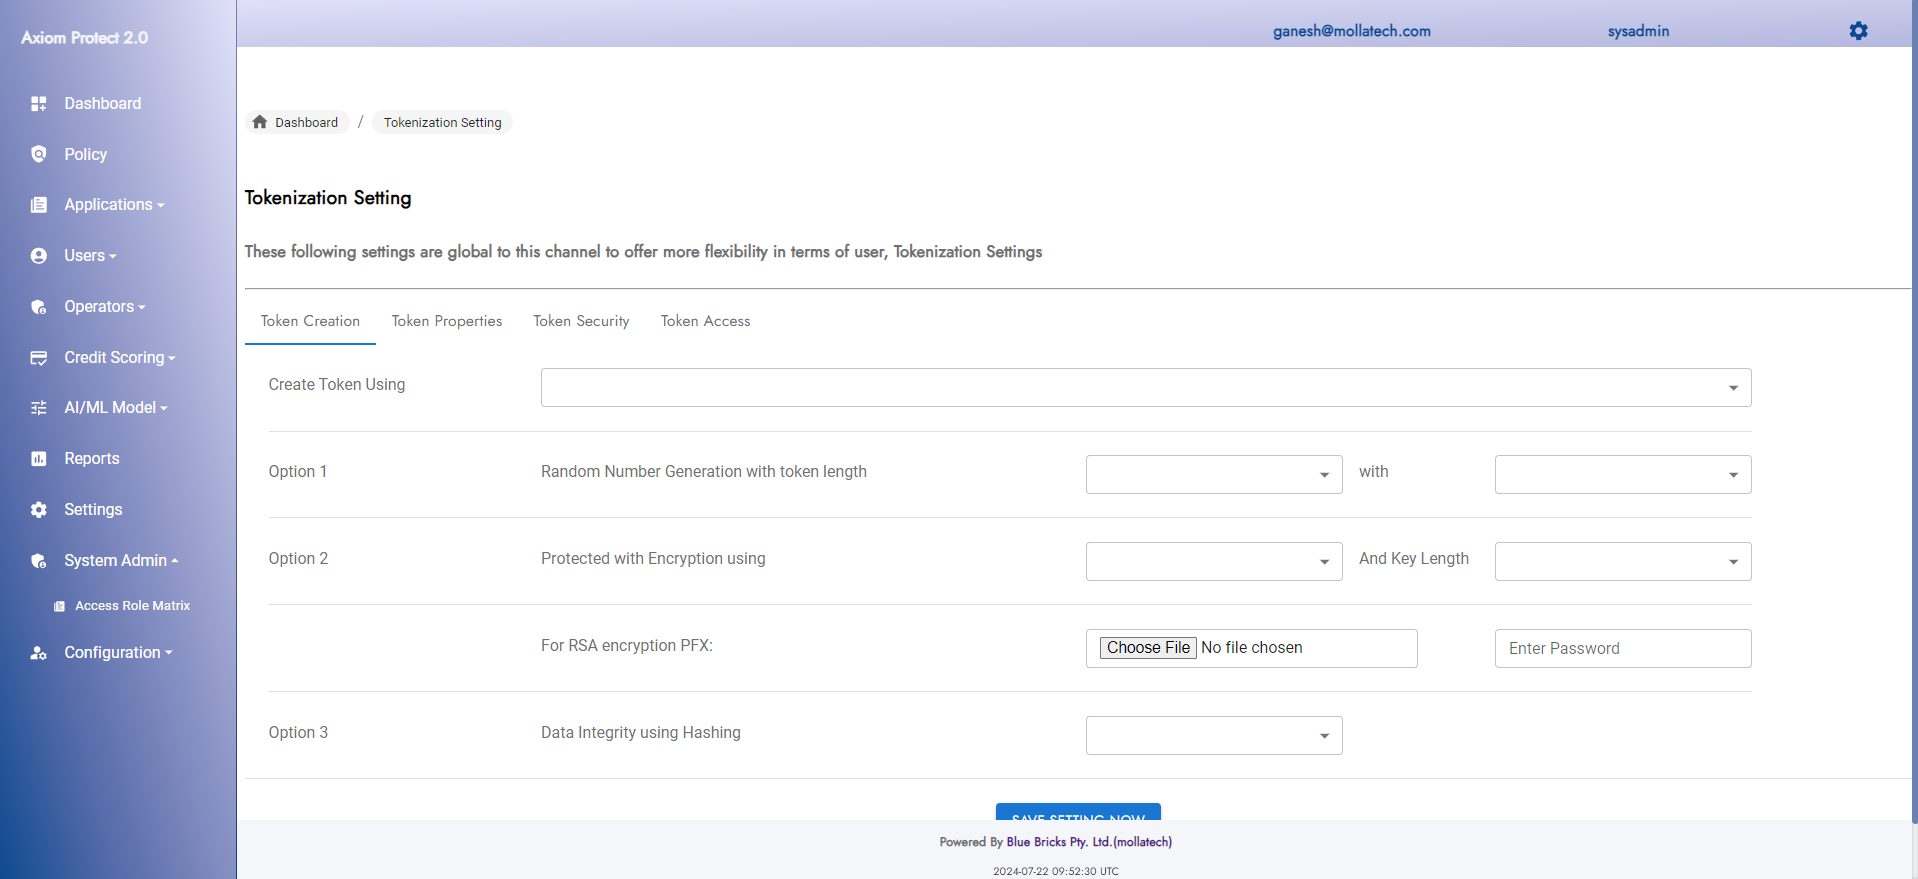 Axiom Protect 2.0
ganesh@mollatech.com
sysadmin
Dashboard
Policy
Applications
Users
Operators
Credit Scoring
AI/ML Model
Reports
Settings
System Admin
Access Role Matrix
Configuration
Dashboard / Tokenization Setting
Tokenization Setting
These following settings are global to this channel to offer more flexibility in terms of user, Tokenization Settings
Token Creation Token Properties Token Security Token Access
Create Token Using
Option 1 Random Number Generation with token length with
Option 2 Protected with Encryption using And Key Length
For RSA encryption PFX: Choose File No file chosen Enter Password
Option 3 Data Integrity using Hashing
SAVE SETTING NOW
Powered By Blue Bricks Pty. Ltd.(mollatech)
2024-07-22 09:52:30 UTC